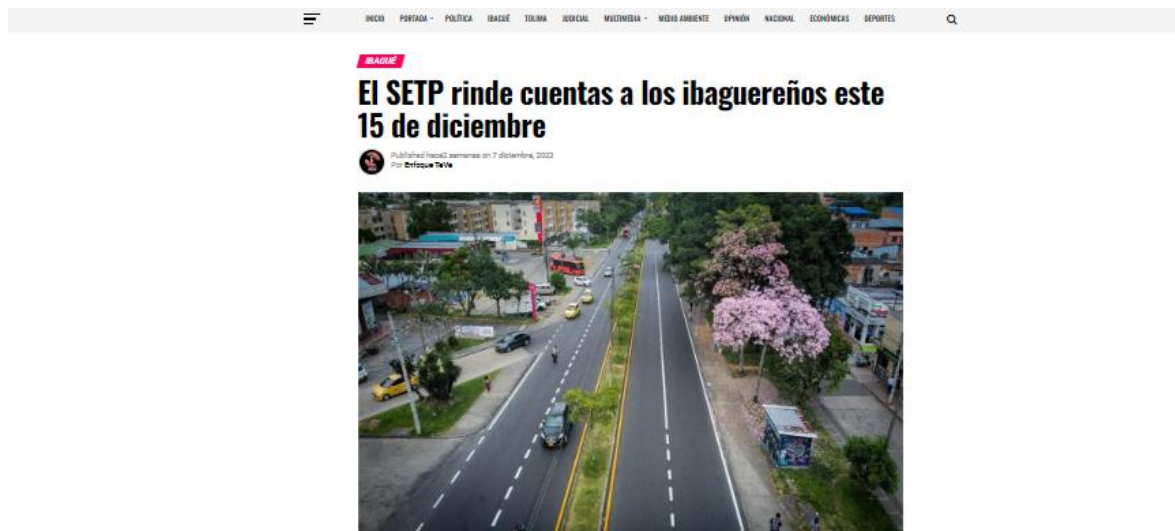 INICIO PORTADA POLÍTICA IBAGUÉ TOLIMA JUDICIAL MULTIMEDIA MEDIO AMBIENTE OPINIÓN NACIONAL ECONÓMICAS DEPORTES
IBAGUÉ
El SETP rinde cuentas a los ibaguereños este
15 de diciembre
Published hace2 semanas on 7 diciembre, 2022
Por Enfoque TeVe